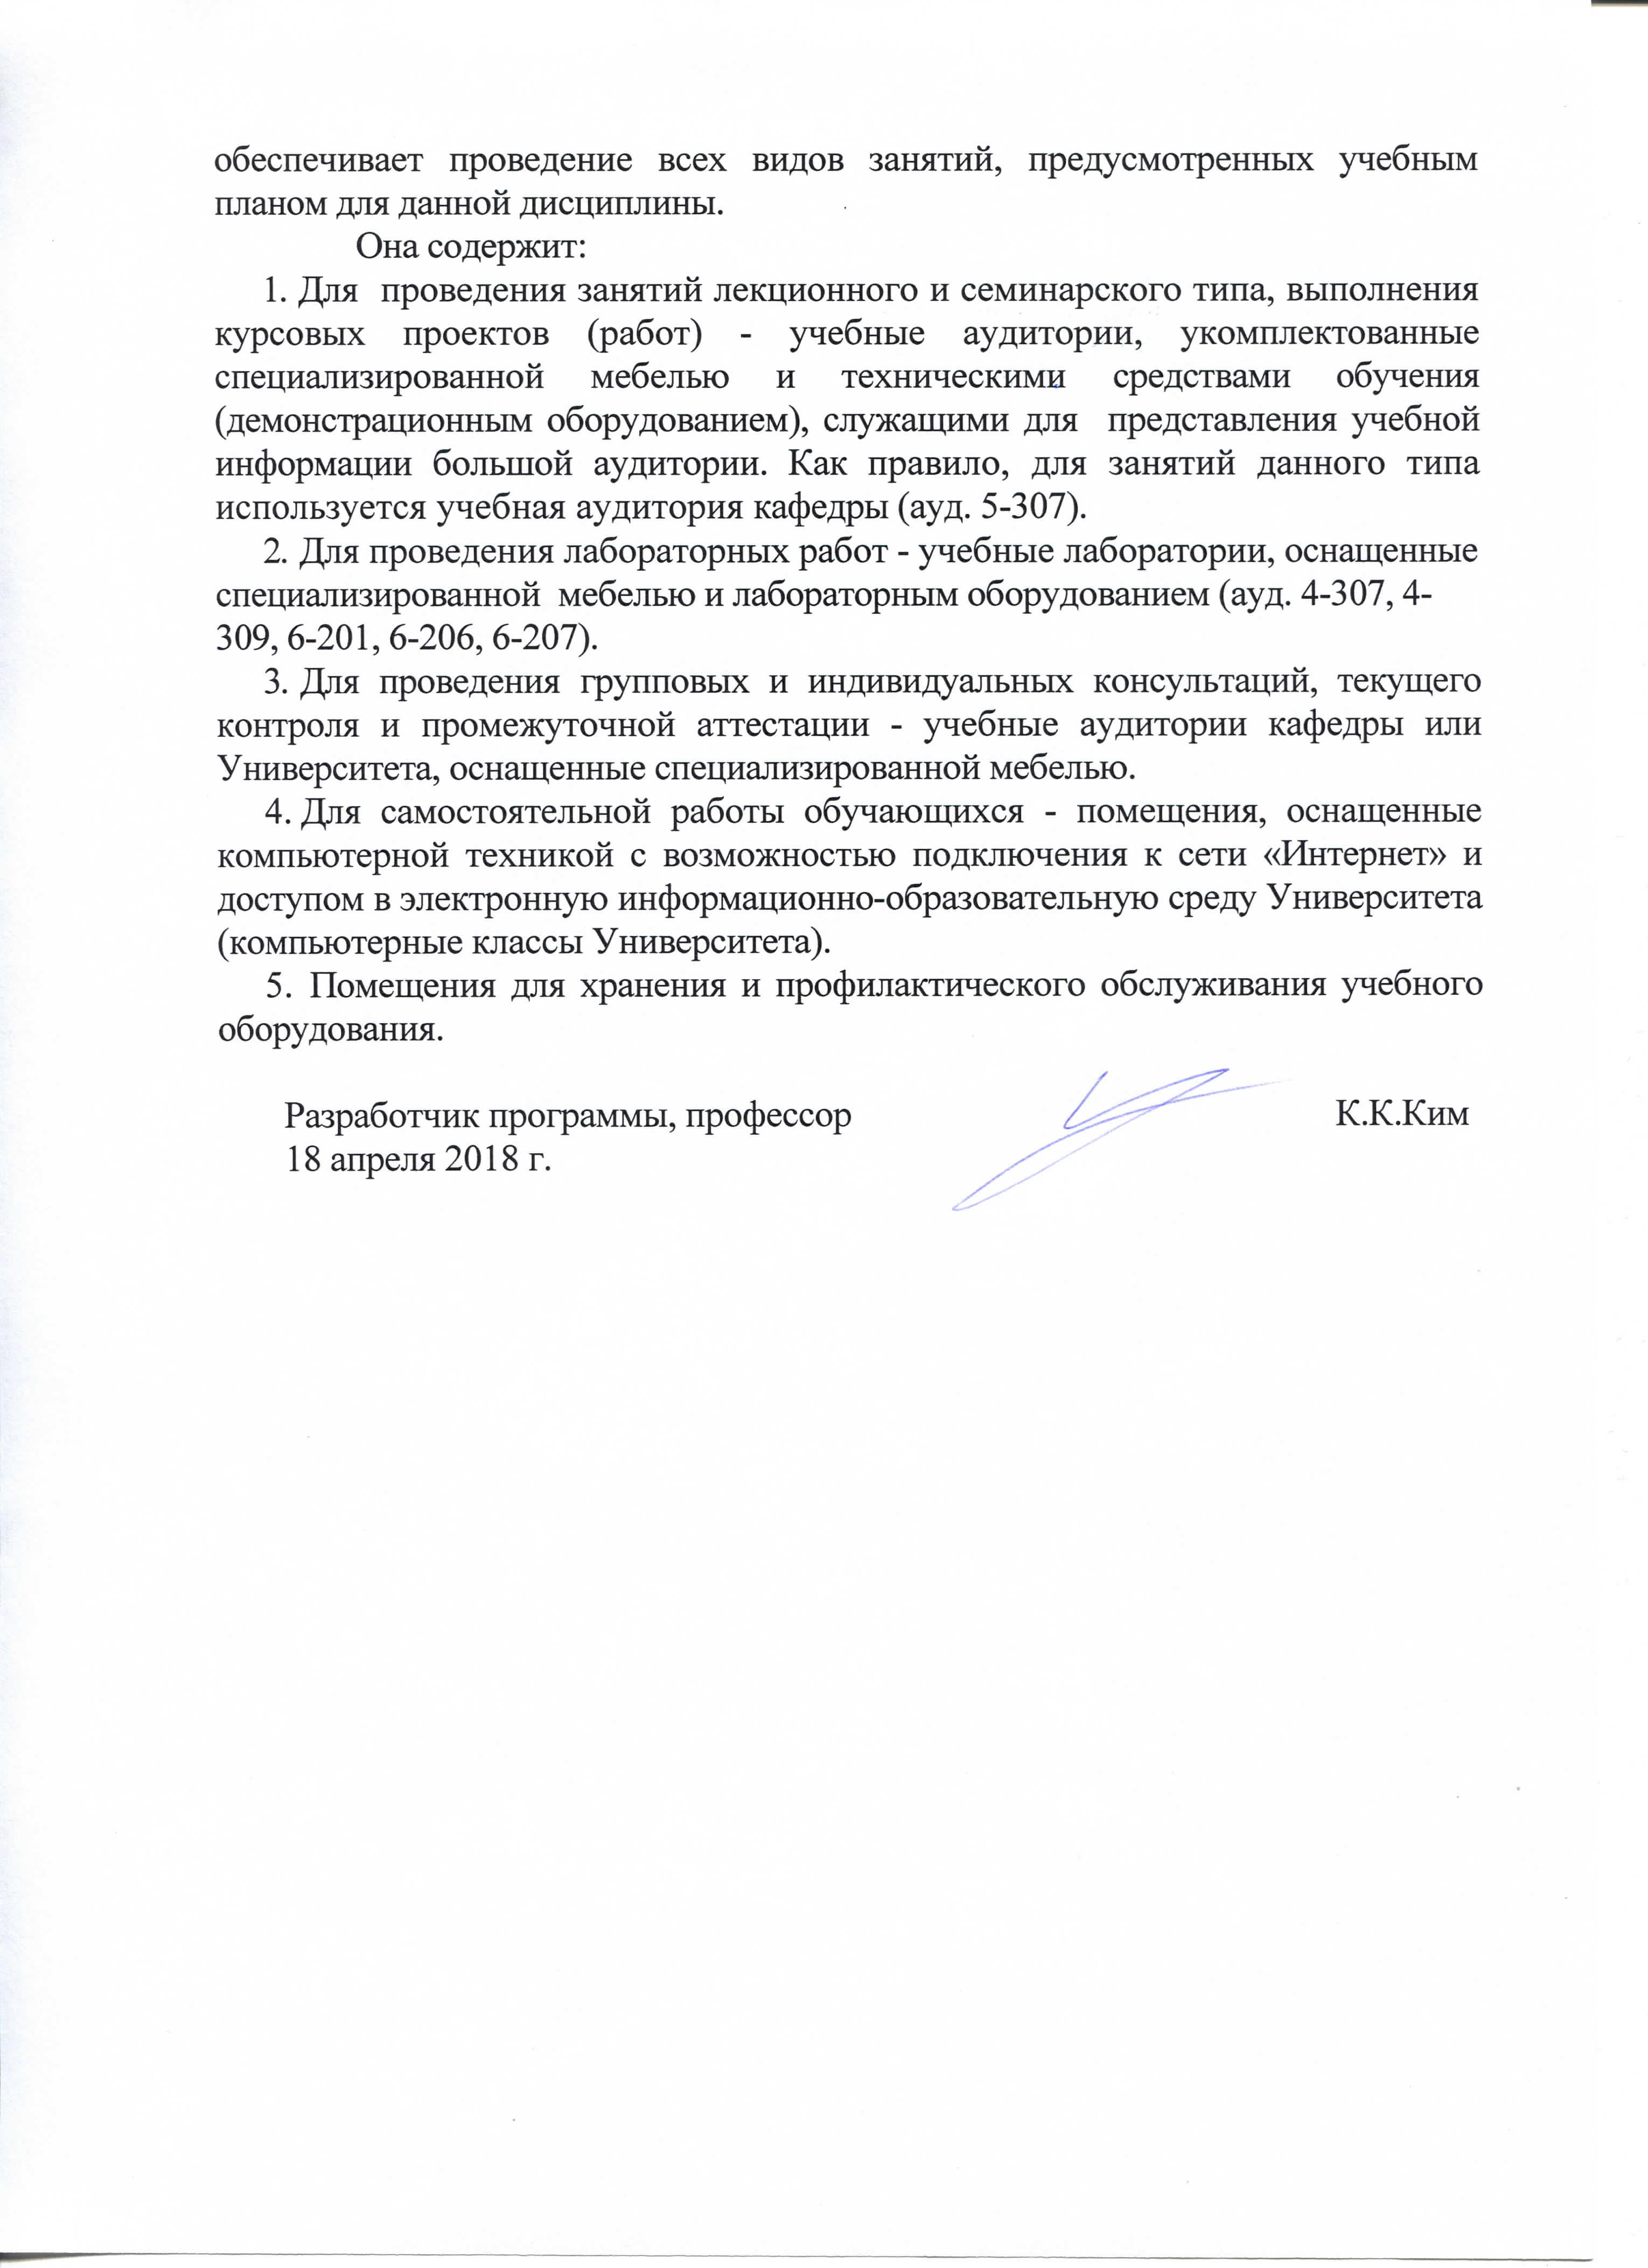 обеспечивает проведение всех видов занятий, предусмотренных учебным
планом для данной дисциплины.
Она содержит:
1. Для проведения занятий лекционного и семинарского типа, выполнения
курсовых проектов (работ) - учебные аудитории, укомплектованные
специализированной мебелью и техническими средствами обучения
(демонстрационным оборудованием), служащими для представления учебной
информации большой аудитории. Как правило, для занятий данного типа
используется учебная аудитория кафедры (ауд. 5-307).
2. Для проведения лабораторных работ - учебные лаборатории, оснащенные
специализированной мебелью и лабораторным оборудованием (ауд. 4-307, 4-
309, 6-201, 6-206, 6-207).
3. Для проведения групповых и индивидуальных консультаций, текущего
контроля и промежуточной аттестации - учебные аудитории кафедры или
Университета, оснащенные специализированной мебелью.
4. Для самостоятельной работы обучающихся - помещения, оснащенные
компьютерной техникой с возможностью подключения к сети «Интернет» и
доступом в электронную информационно-образовательную среду Университета
(компьютерные классы Университета).
5. Помещения для хранения и профилактического обслуживания учебного
оборудования.
Разработчик программы, профессор К.К.Ким
18 апреля 2018 г.